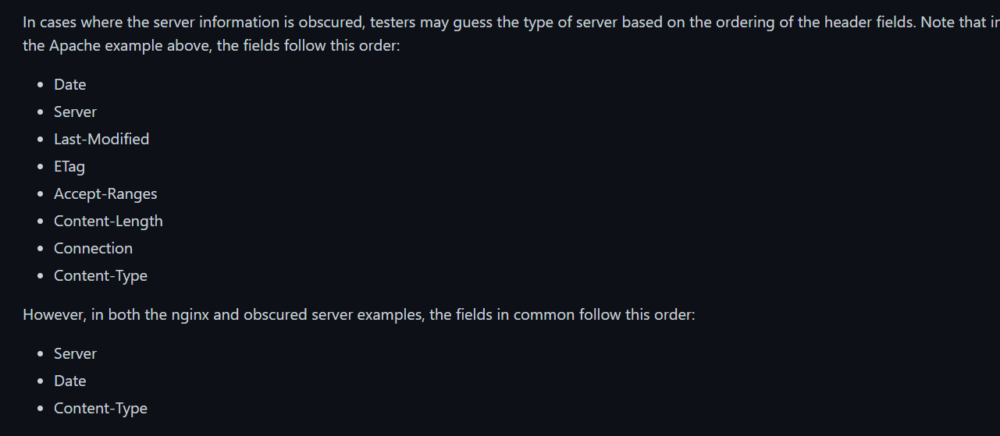 In cases where the server information is obscured, testers may guess the type of server based on the ordering of the header fields. Note that in
the Apache example above, the fields follow this order:
• Date
• Server
• Last-Modified
• ETag
• Accept-Ranges
• Content-Length
• Connection
• Content-Type
However, in both the nginx and obscured server examples, the fields in common follow this order:
• Server
• Date
• Content-Type